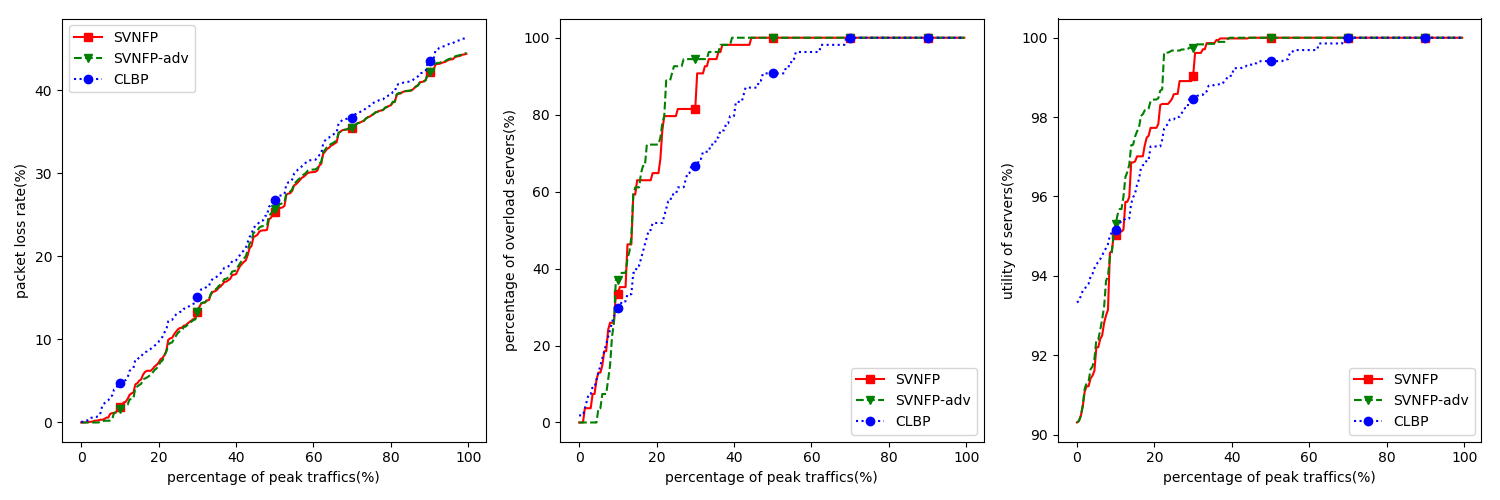 SVNFP
SVNFP-adv
CLBP
packet loss rate(%)
40
30
20
10
0
0 20 40 60 80 100
percentage of peak traffics(%)
percentage of overload servers(%)
100
80
60
40
20
0
SVNFP
SVNFP-adv
CLBP
0 20 40 60 80 100
percentage of peak traffics(%)
utility of servers(%)
100
98
96
94
92
90
SVNFP
SVNFP-adv
CLBP
0 20 40 60 80 100
percentage of peak traffics(%)